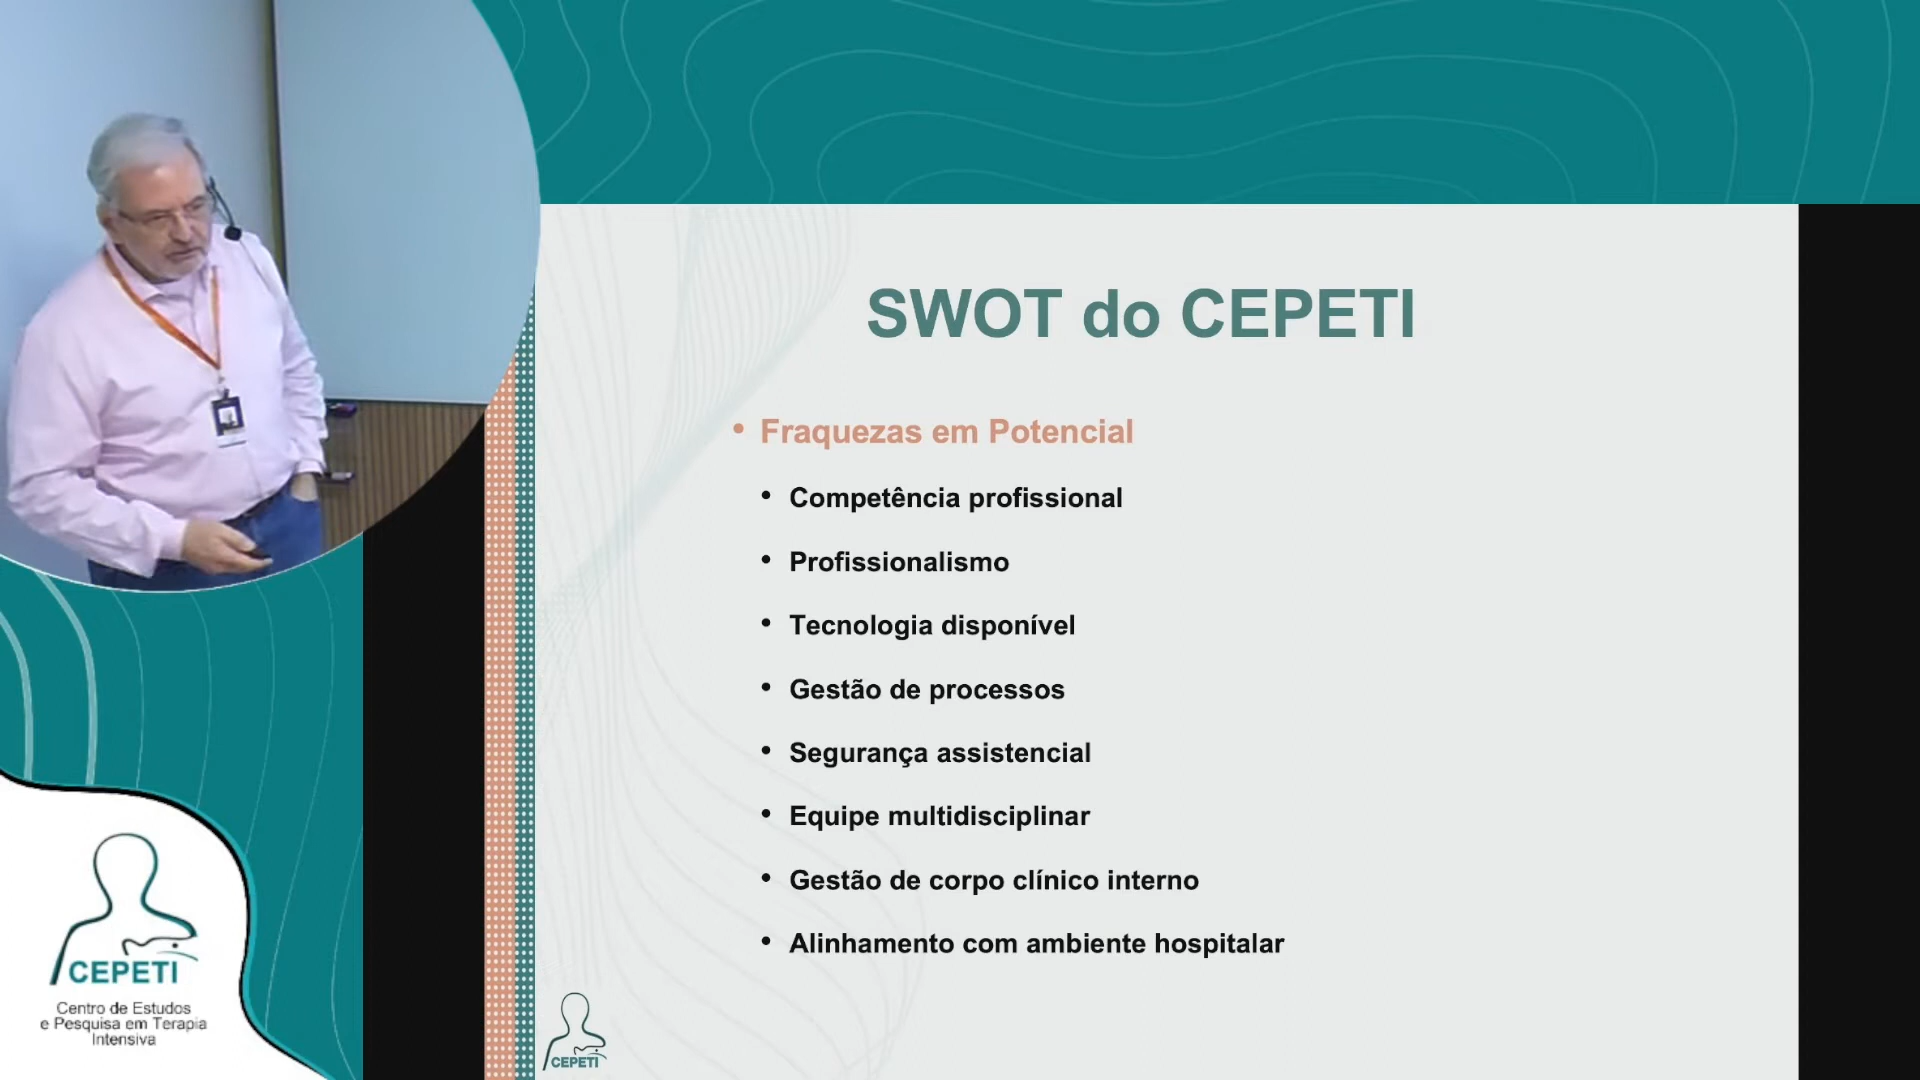 SWOT do CEPETI
• Fraquezas em Potencial
• Competência profissional
• Profissionalismo
• Tecnologia disponível
• Gestão de processos
• Segurança assistencial
• Equipe multidisciplinar
• Gestão de corpo clínico interno
• Alinhamento com ambiente hospitalar
CEPETI
Centro de Estudos
e Pesquisa em Terapia
Intensiva
CEPETI